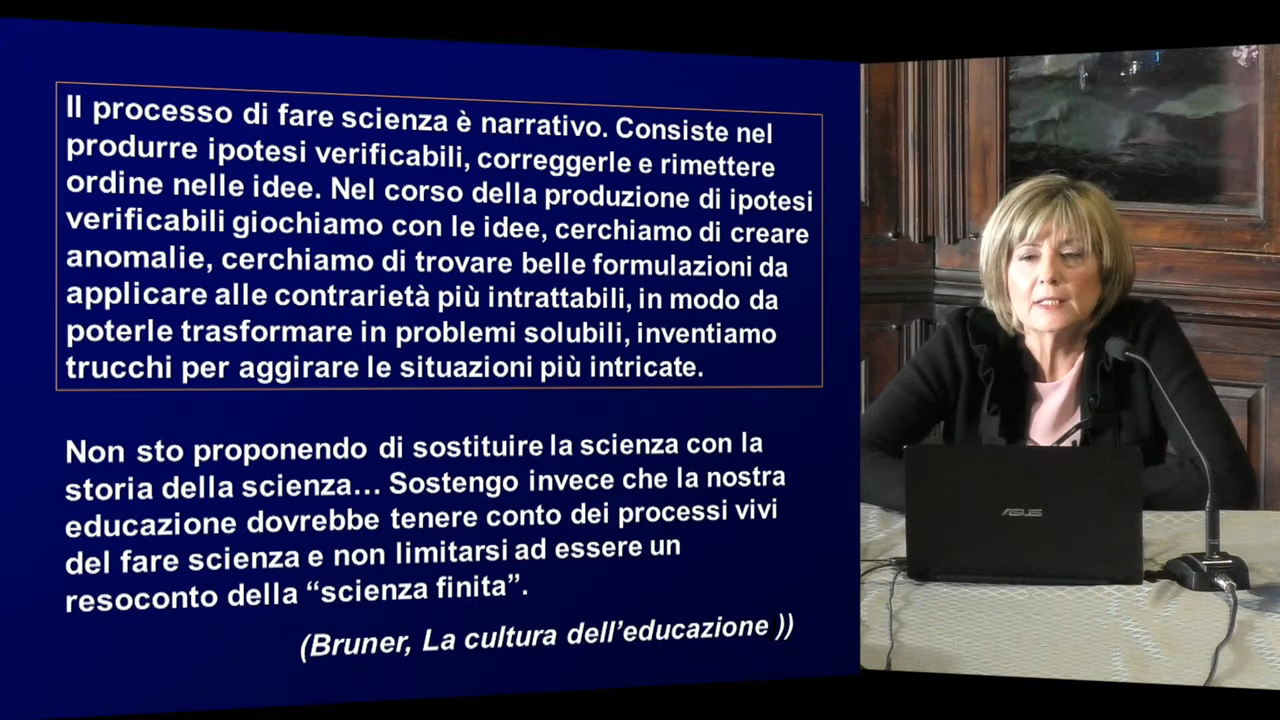 Il processo di fare scienza è narrativo. Consiste nel
produrre ipotesi verificabili, correggerle e rimettere
ordine nelle idee. Nel corso della produzione di ipotesi
verificabili giochiamo con le idee, cerchiamo di creare
anomalie, cerchiamo di trovare belle formulazioni da
applicare alle contrarietà più intrattabili, in modo da
poterle trasformare in problemi solubili, inventiamo
trucchi per aggirare le situazioni più intricate.
Non sto proponendo di sostituire la scienza con la
storia della scienza… Sostengo invece che la nostra
educazione dovrebbe tenere conto dei processi vivi
del fare scienza e non limitarsi ad essere un
resoconto della “scienza finita”.
(Bruner, La cultura dell’educazione ))
ASUS